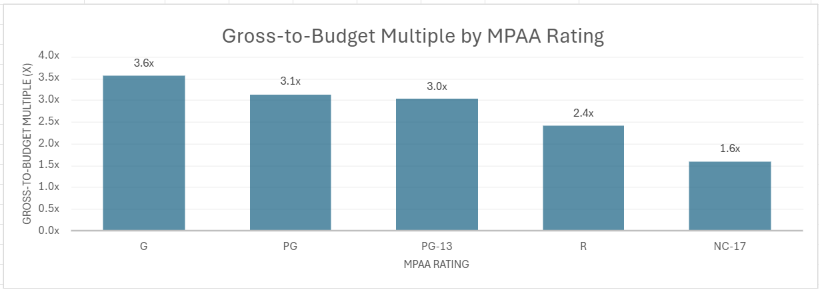 Gross-to-Budget Multiple by MPAA Rating
GROSS-TO-BUDGET MULTIPLE (X)
4.0x
3.5x
3.0x
2.5x
2.0x
1.5x
1.0x
0.5x
0.0x
3.6x
3.1x
3.0x
2.4x
1.6x
G
PG
PG-13
R
NC-17
MPAA RATING